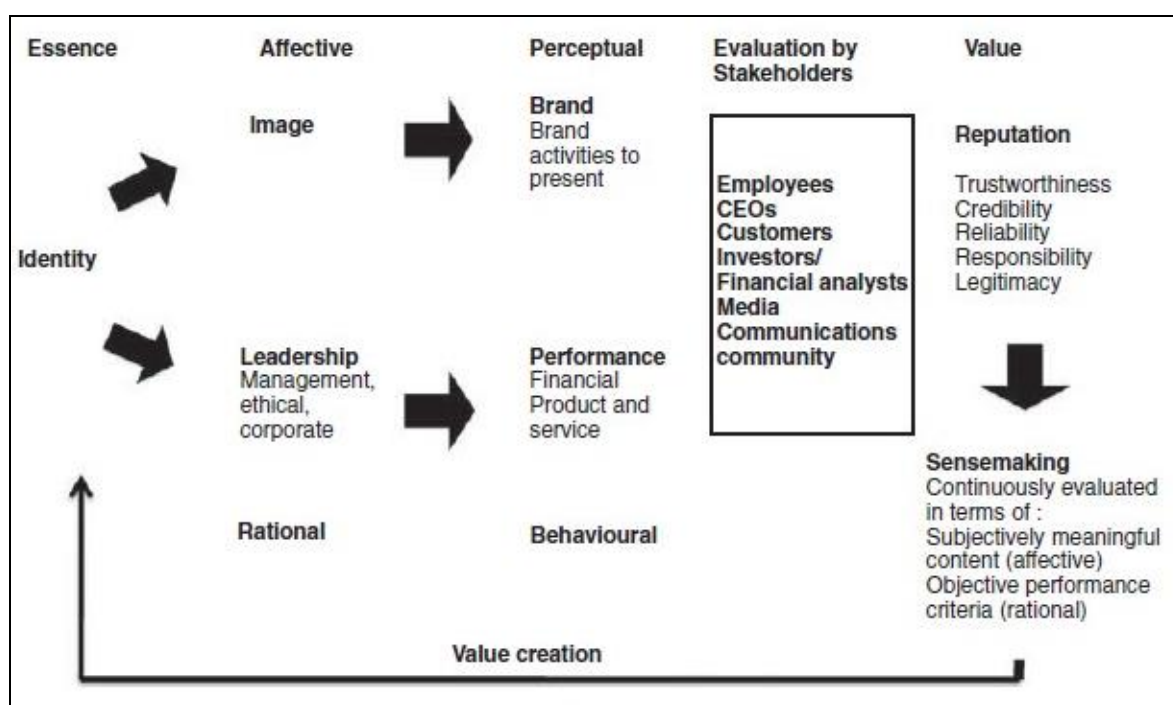 Essence
Affective
Perceptual
Evaluation by
Stakeholders
Value
Image
Brand
Brand
activities to
present
Employees
CEOs
Customers
Investors/
Financial analysts
Media
Communications
community
Reputation
Trustworthiness
Credibility
Reliability
Responsibility
Legitimacy
Identity
Leadership
Management,
ethical,
corporate
Performance
Financial
Product and
service
Sensemaking
Continuously evaluated
in terms of :
Subjectively meaningful
content (affective)
Objective performance
criteria (rational)
Rational
Behavioural
Value creation